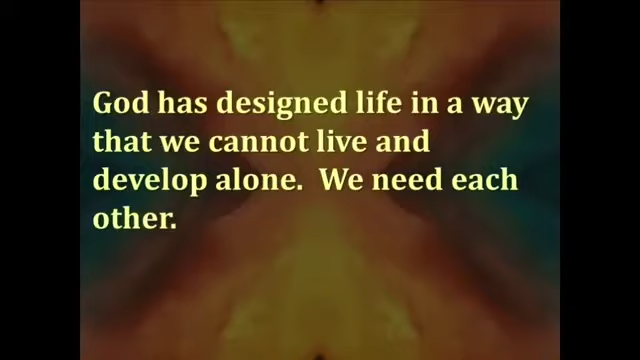 God has designed life in a way
that we cannot live and
develop alone.  We need each
other.